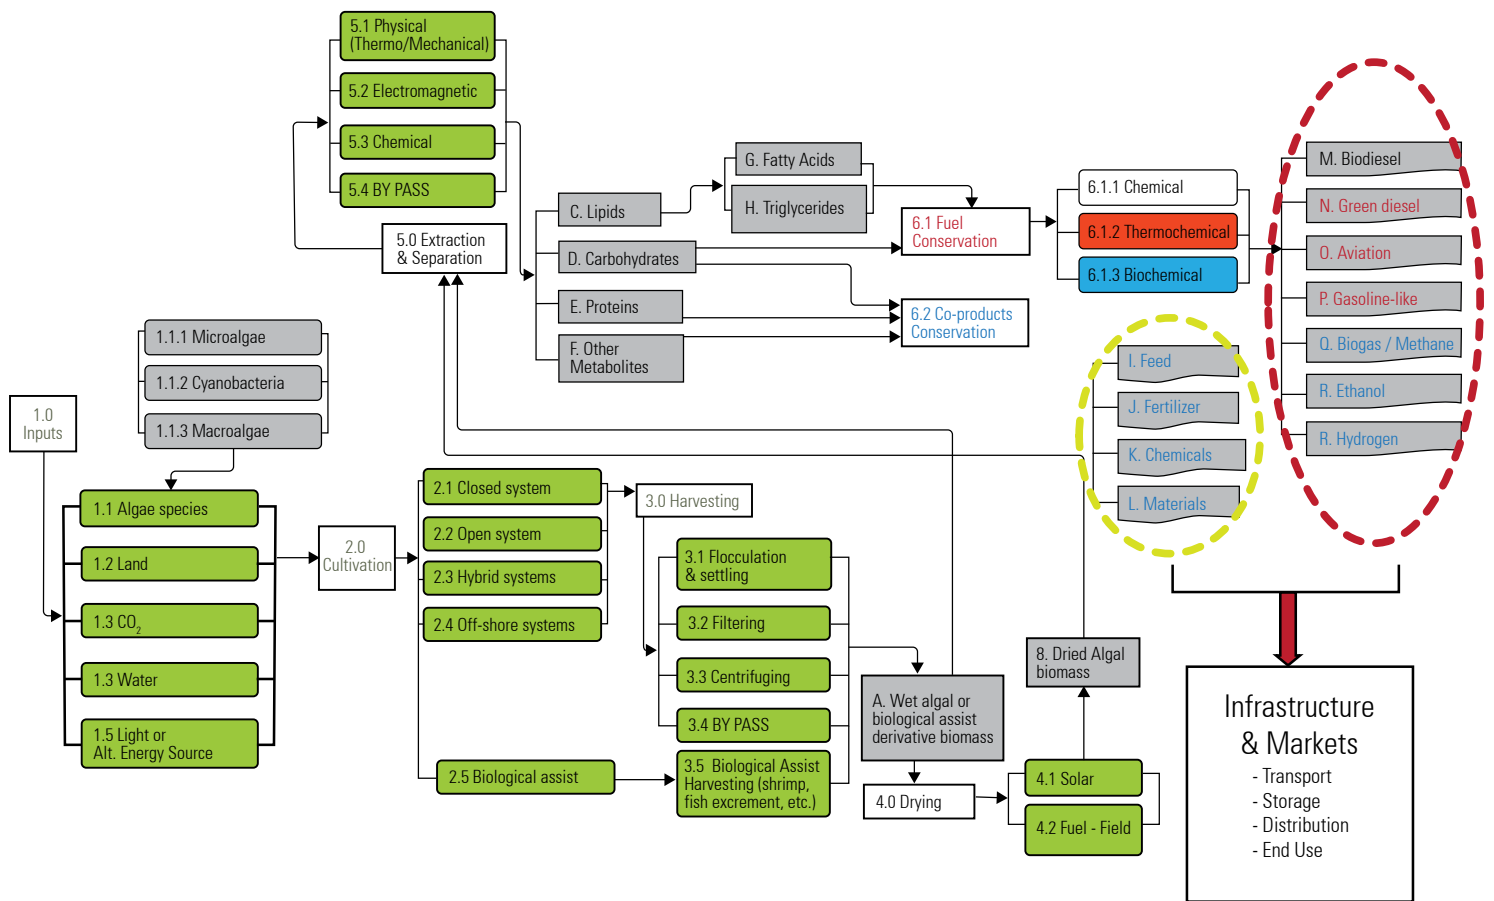 5.1 Physical
(Thermo/Mechanical)
5.2 Electromagnetic
5.3 Chemical
5.4 BY PASS
5.0 Extraction
& Separation
C. Lipids
D. Carbohydrates
E. Proteins
F. Other
Metabolites
G. Fatty Acids
H. Triglycerides
6.1 Fuel
Conservation
6.2 Co-products
Conservation
6.1.1 Chemical
6.1.2 Thermochemical
6.1.3 Biochemical
M. Biodiesel
N. Green diesel
O. Aviation
P. Gasoline-like
Q. Biogas / Methane
R. Ethanol
R. Hydrogen
I. Feed
J. Fertilizer
K. Chemicals
L. Materials
1.1.1 Microalgae
1.1.2 Cyanobacteria
1.1.3 Macroalgae
1.0
Inputs
1.1 Algae species
1.2 Land
1.3 CO2
1.3 Water
1.5 Light or
Alt. Energy Source
2.0
Cultivation
2.1 Closed system
2.2 Open system
2.3 Hybrid systems
2.4 Off-shore systems
2.5 Biological assist
3.0 Harvesting
3.1 Flocculation
& settling
3.2 Filtering
3.3 Centrifuging
3.4 BY PASS
3.5 Biological Assist
Harvesting (shrimp,
fish excrement, etc.)
A. Wet algal or
biological assist
derivative biomass
4.0 Drying
4.1 Solar
4.2 Fuel - Field
8. Dried Algal
biomass
Infrastructure
& Markets
- Transport
- Storage
- Distribution
- End Use